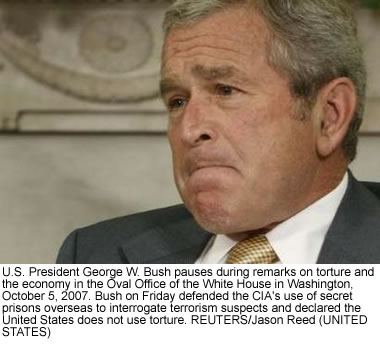 U.S. President George W. Bush pauses during remarks on torture and
the economy in the Oval Office of the White House in Washington,
October 5, 2007. Bush on Friday defended the CIA's use of secret
prisons overseas to interrogate terrorism suspects and declared the
United States does not use torture. REUTERS/Jason Reed (UNITED
STATES)